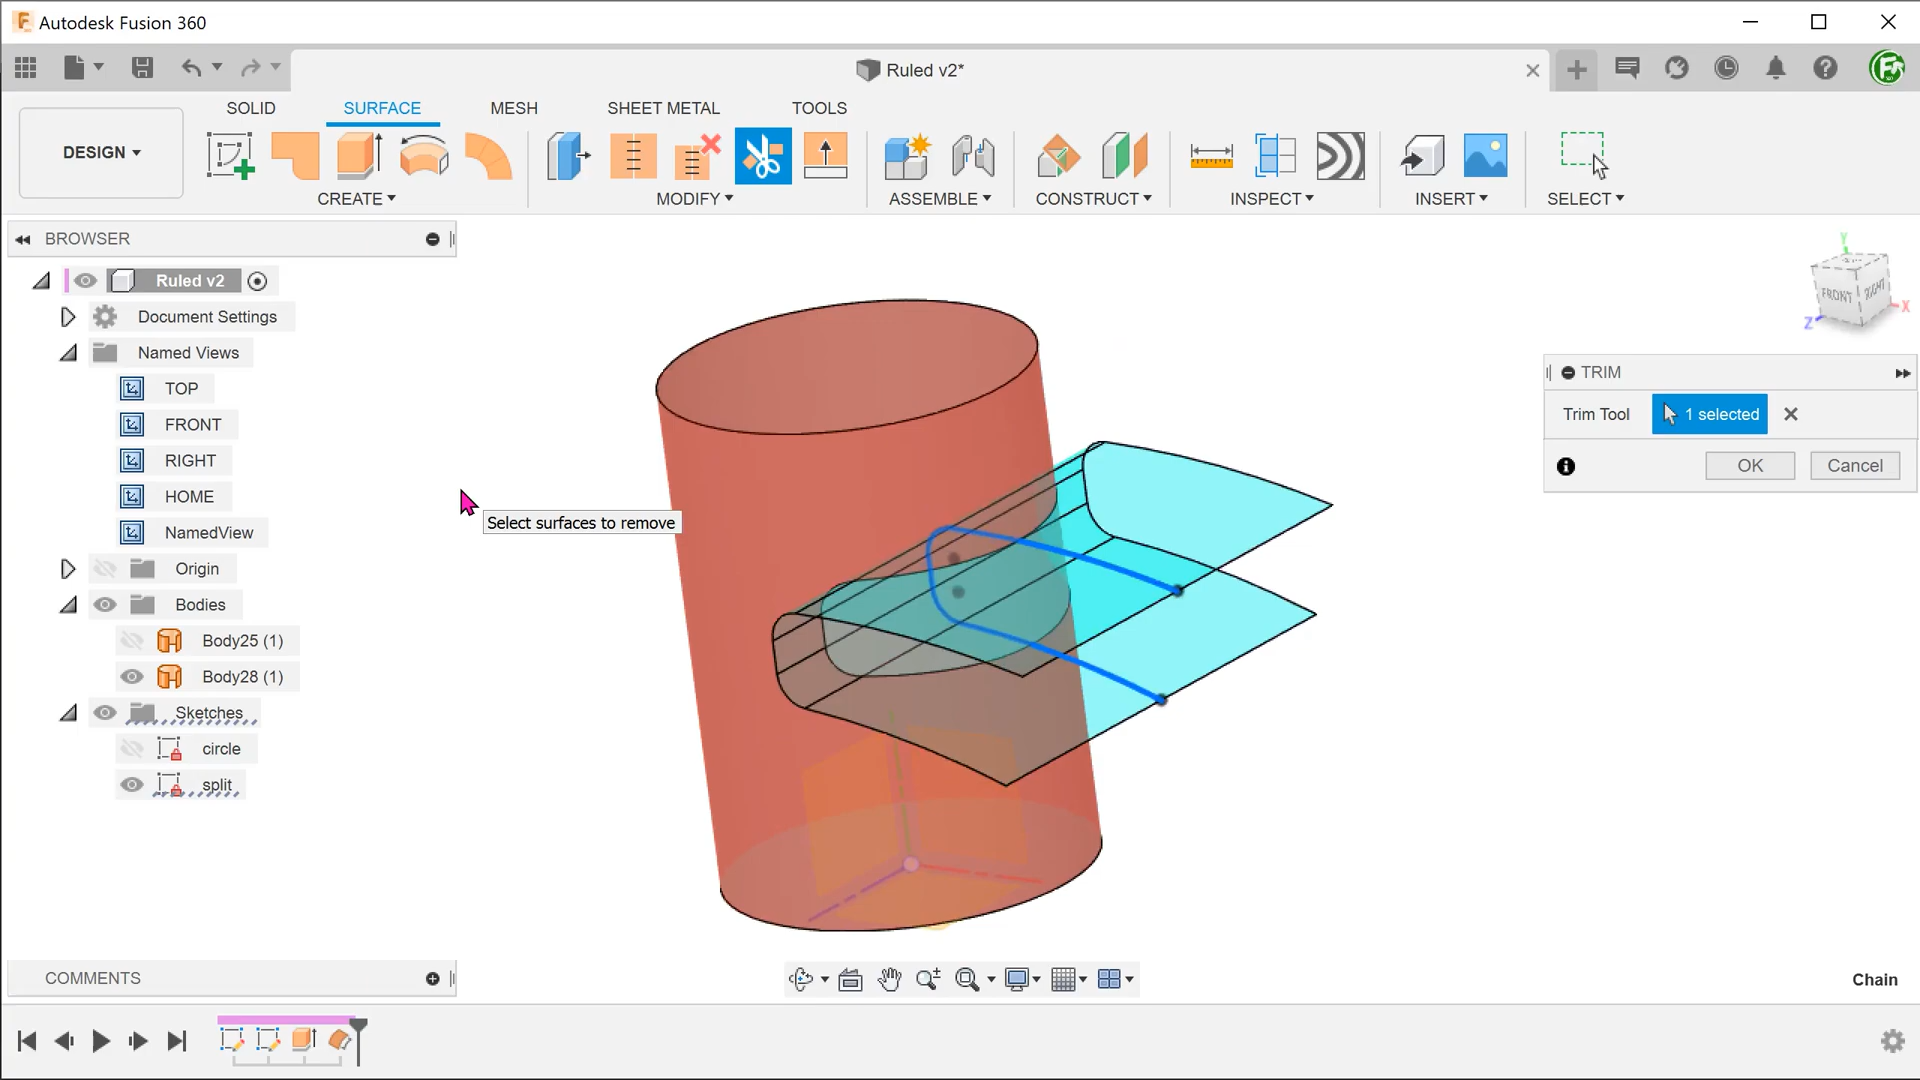 Autodesk Fusion 360
Ruled v2*
SOLID SURFACE MESH SHEET METAL TOOLS
DESIGN
CREATE MODIFY ASSEMBLE CONSTRUCT INSPECT INSERT SELECT
BROWSER
Ruled v2
Document Settings
Named Views
TOP
FRONT
RIGHT
HOME
NamedView
Origin
Bodies
Body25 (1)
Body28 (1)
Sketches
circle
split
Select surfaces to remove
Y
FRONT RIGHT
X
Z
TRIM
Trim Tool 1 selected
OK Cancel
COMMENTS
Chain